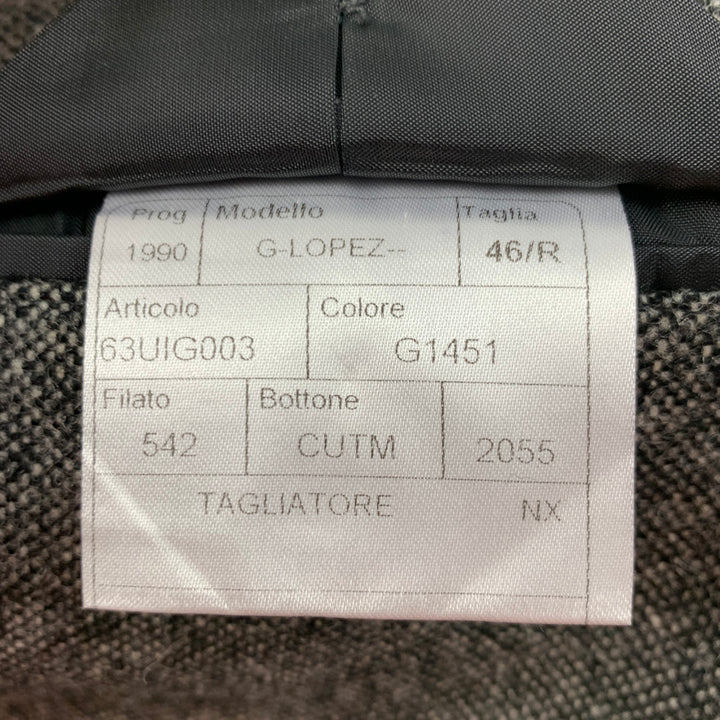 Prog Modello Taglia
1990 G-LOPEZ-- 46/R
Articolo Colore
63UIG003 G1451
Filato Bottone
542 CUTM 2055
TAGLIATORE NX